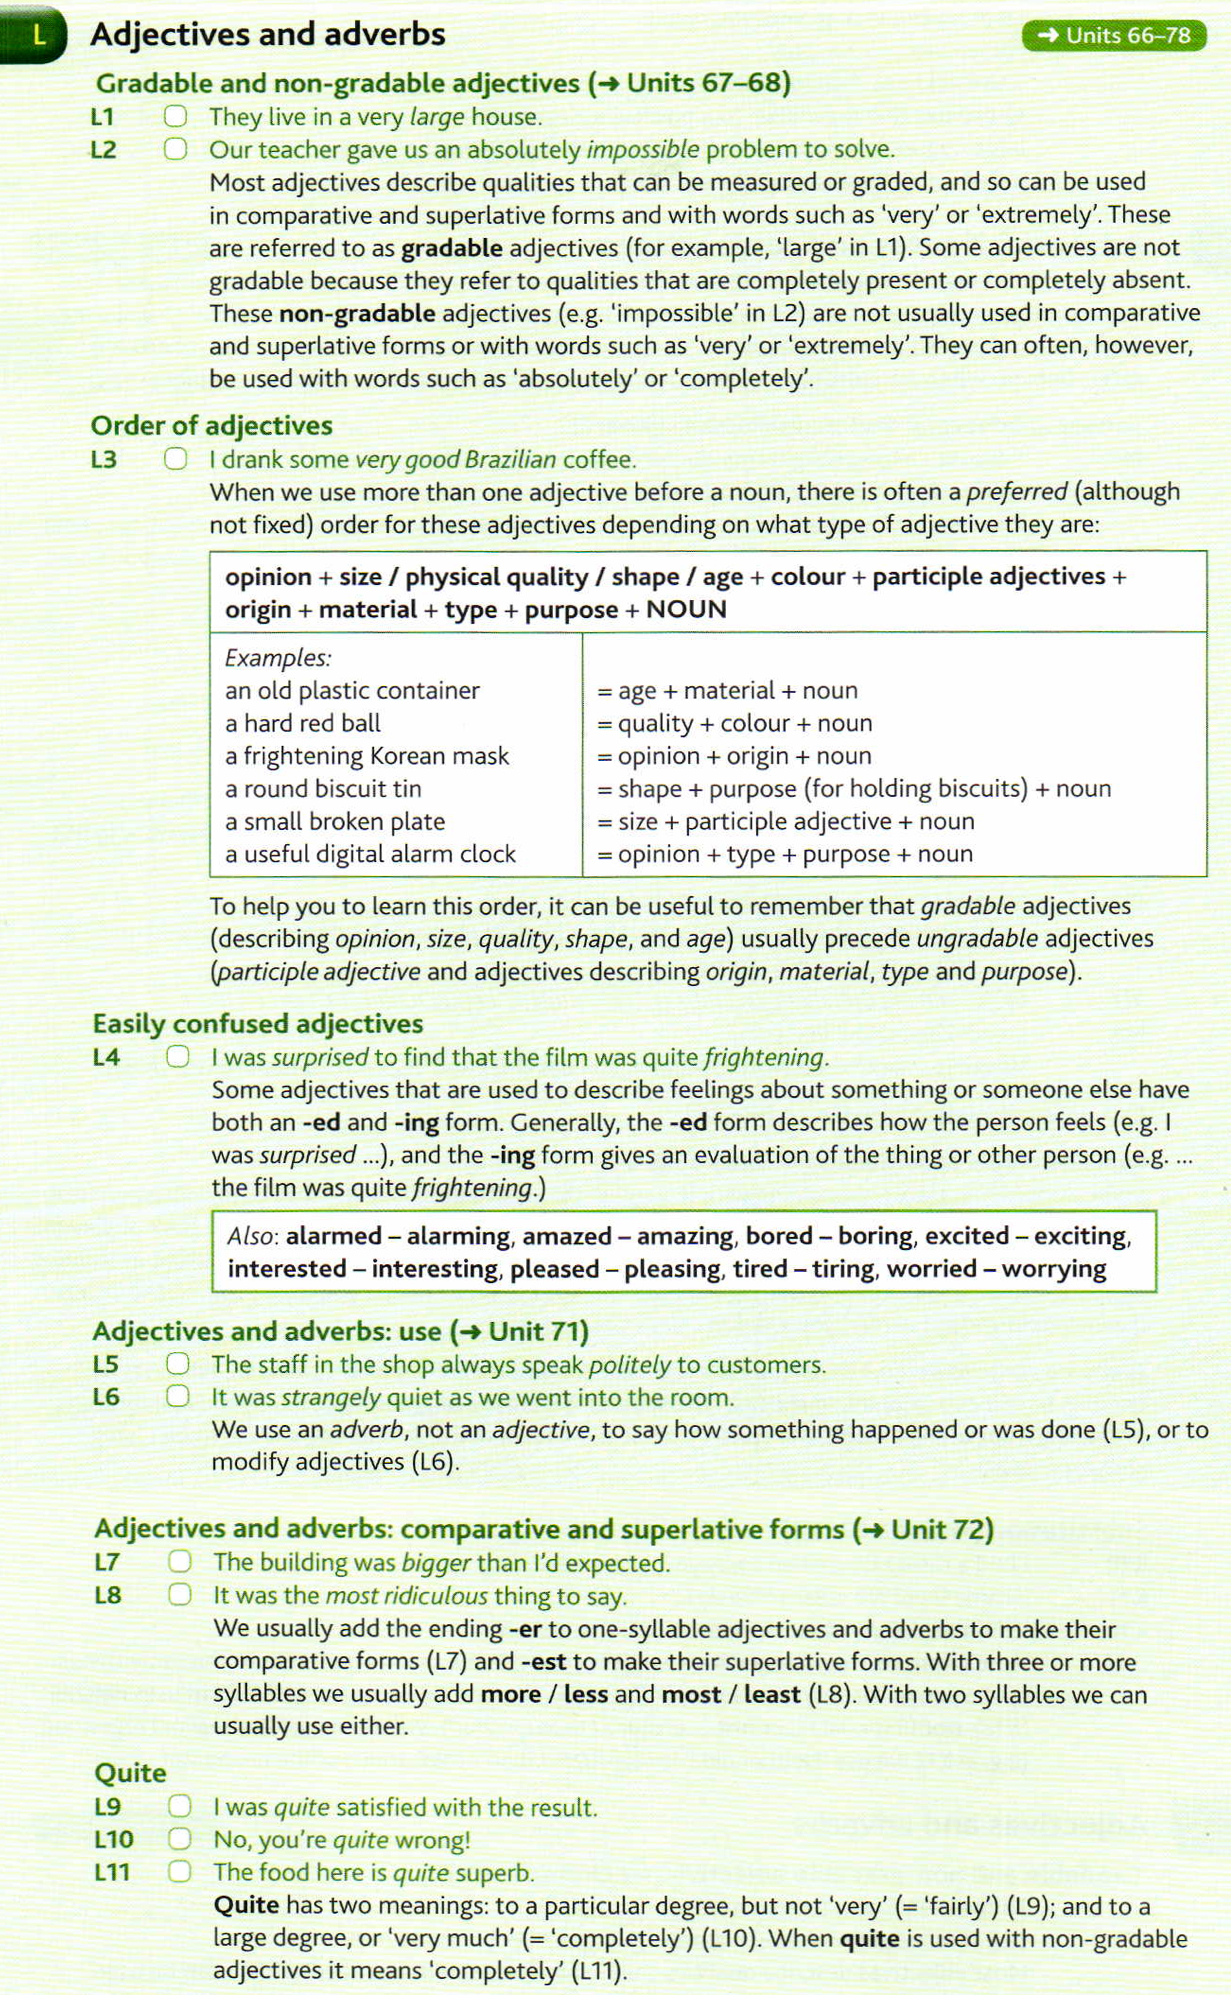 L Adjectives and adverbs → Units 66–78
Gradable and non-gradable adjectives (→ Units 67–68)
L1 They live in a very large house.
L2 Our teacher gave us an absolutely impossible problem to solve.
Most adjectives describe qualities that can be measured or graded, and so can be used
in comparative and superlative forms and with words such as 'very' or 'extremely'. These
are referred to as gradable adjectives (for example, 'large' in L1). Some adjectives are not
gradable because they refer to qualities that are completely present or completely absent.
These non-gradable adjectives (e.g. 'impossible' in L2) are not usually used in comparative
and superlative forms or with words such as 'very' or 'extremely'. They can often, however,
be used with words such as 'absolutely' or 'completely'.
Order of adjectives
L3 I drank some very good Brazilian coffee.
When we use more than one adjective before a noun, there is often a preferred (although
not fixed) order for these adjectives depending on what type of adjective they are:
opinion + size / physical quality / shape / age + colour + participle adjectives +
origin + material + type + purpose + NOUN
Examples:
an old plastic container = age + material + noun
a hard red ball = quality + colour + noun
a frightening Korean mask = opinion + origin + noun
a round biscuit tin = shape + purpose (for holding biscuits) + noun
a small broken plate = size + participle adjective + noun
a useful digital alarm clock = opinion + type + purpose + noun
To help you to learn this order, it can be useful to remember that gradable adjectives
(describing opinion, size, quality, shape, and age) usually precede ungradable adjectives
(participle adjective and adjectives describing origin, material, type and purpose).
Easily confused adjectives
L4 I was surprised to find that the film was quite frightening.
Some adjectives that are used to describe feelings about something or someone else have
both an -ed and -ing form. Generally, the -ed form describes how the person feels (e.g. I
was surprised ...), and the -ing form gives an evaluation of the thing or other person (e.g. ...
the film was quite frightening.)
Also: alarmed – alarming, amazed – amazing, bored – boring, excited – exciting,
interested – interesting, pleased – pleasing, tired – tiring, worried – worrying
Adjectives and adverbs: use (→ Unit 71)
L5 The staff in the shop always speak politely to customers.
L6 It was strangely quiet as we went into the room.
We use an adverb, not an adjective, to say how something happened or was done (L5), or to
modify adjectives (L6).
Adjectives and adverbs: comparative and superlative forms (→ Unit 72)
L7 The building was bigger than I'd expected.
L8 It was the most ridiculous thing to say.
We usually add the ending -er to one-syllable adjectives and adverbs to make their
comparative forms (L7) and -est to make their superlative forms. With three or more
syllables we usually add more / less and most / least (L8). With two syllables we can
usually use either.
Quite
L9 I was quite satisfied with the result.
L10 No, you're quite wrong!
L11 The food here is quite superb.
Quite has two meanings: to a particular degree, but not 'very' (= 'fairly') (L9); and to a
large degree, or 'very much' (= 'completely') (L10). When quite is used with non-gradable
adjectives it means 'completely' (L11).